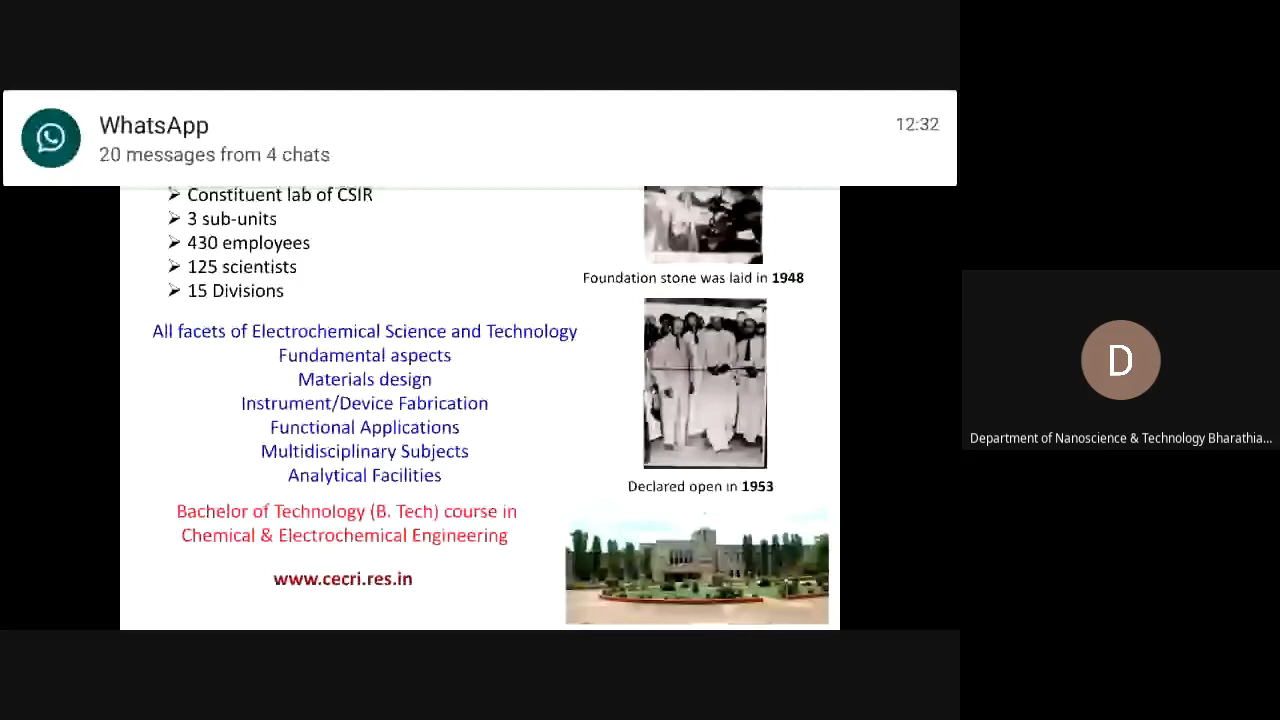 WhatsApp
12:32
20 messages from 4 chats
➢ Constituent lab of CSIR
➢ 3 sub-units
➢ 430 employees
➢ 125 scientists
➢ 15 Divisions
Foundation stone was laid in 1948
All facets of Electrochemical Science and Technology
Fundamental aspects
Materials design
Instrument/Device Fabrication
Functional Applications
Multidisciplinary Subjects
Analytical Facilities
Declared open in 1953
Bachelor of Technology (B. Tech) course in
Chemical & Electrochemical Engineering
www.cecri.res.in
D
Department of Nanoscience & Technology Bharathia...